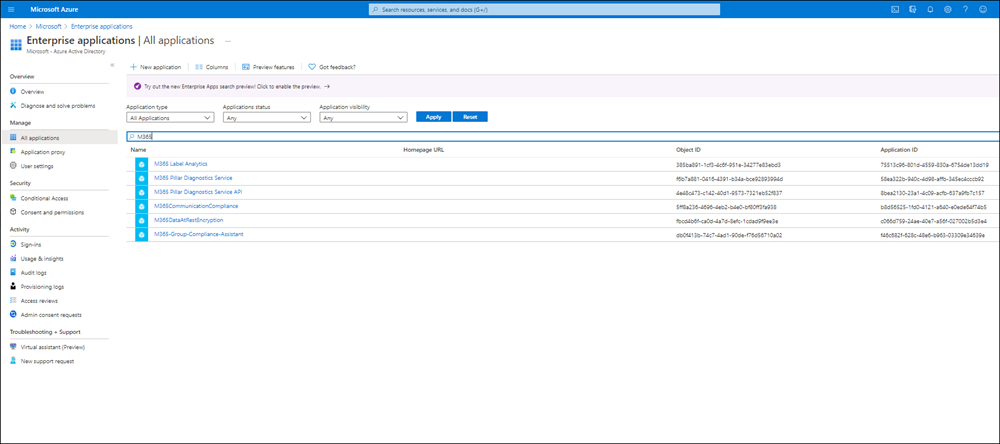 Microsoft Azure
Search resources, services, and docs (G+/)
Home > Microsoft > Enterprise applications
Enterprise applications | All applications ...
Microsoft - Azure Active Directory
Overview
Overview
Diagnose and solve problems
Manage
All applications
Application proxy
User settings
Security
Conditional Access
Consent and permissions
Activity
Sign-ins
Usage & insights
Audit logs
Provisioning logs
Access reviews
Admin consent requests
Troubleshooting + Support
Virtual assistant (Preview)
New support request
New application
Columns
Preview features
Got feedback?
Try out the new Enterprise Apps search preview! Click to enable the preview. →
Application type
Applications status
Application visibility
All Applications
Any
Any
Apply
Reset
M365
Name Homepage URL Object ID Application ID
M365 Label Analytics 385ba891-1cf3-4c6f-951e-34277e83ebd3 75513c96-801d-4559-830a-6754de13dd19
M365 Pillar Diagnostics Service f6b7a881-0416-4391-b34a-bce92893994d 58ea322b-940c-4d98-affb-345ec4cccb92
M365 Pillar Diagnostics Service API 4e48c473-c142-40d1-9573-7321eb52f837 8bea2130-23a1-4c09-acfb-637a9fb7c157
M365CommunicationCompliance 5ff8a236-4696-4eb2-b4e0-bf80ff3fa938 b8d56525-1fd0-4121-a640-e0ede64f74b5
M365DataAtRestEncryption fbcd4b6f-ca0d-4a7d-8efc-1cdad9f9ee3e c066d759-24ae-40e7-a56f-027002b5d3e4
M365-Group-Compliance-Assistant db0f413b-74c7-4ad1-90de-f76d56710a02 f46c682f-628c-48e6-b963-03309e34639e